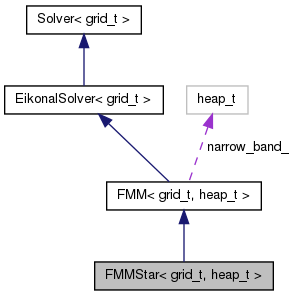 Solver< grid_t >
EikonalSolver< grid_t >
heap_t
narrow_band_
FMM< grid_t, heap_t >
FMMStar< grid_t, heap_t >